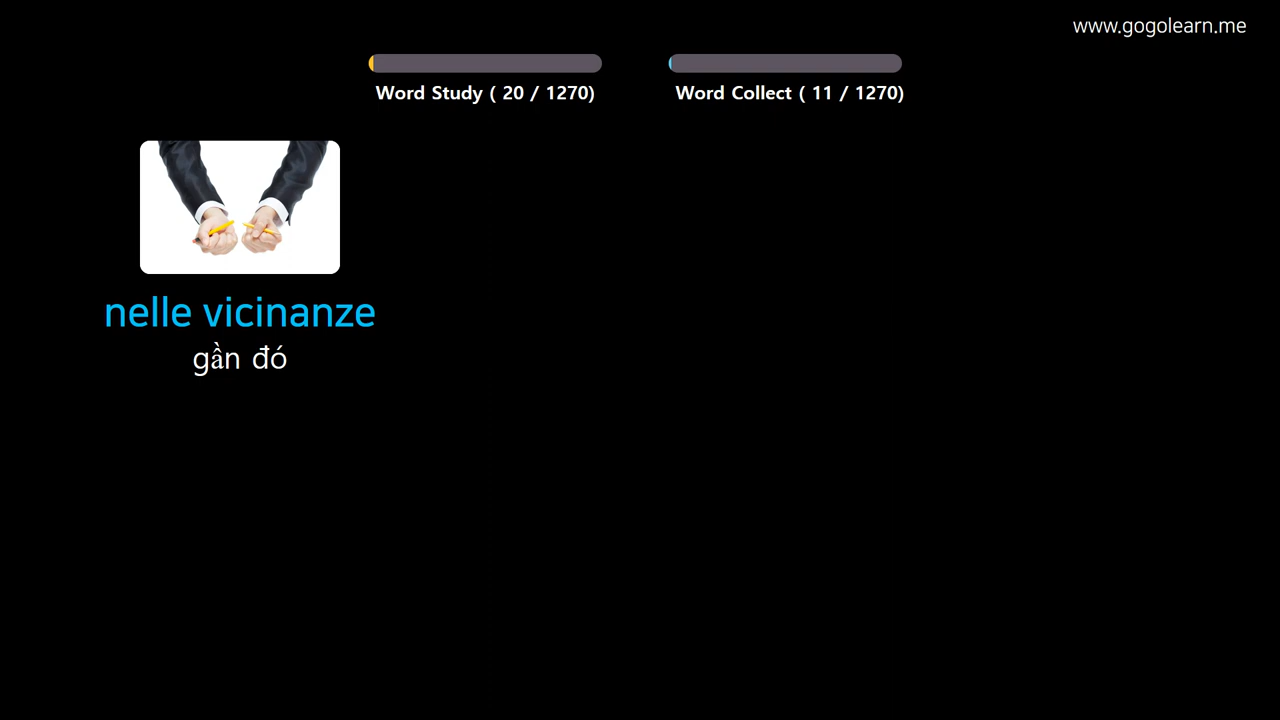 www.gogolearn.me
Word Study ( 20 / 1270)
Word Collect ( 11 / 1270)
nelle vicinanze
gần đó